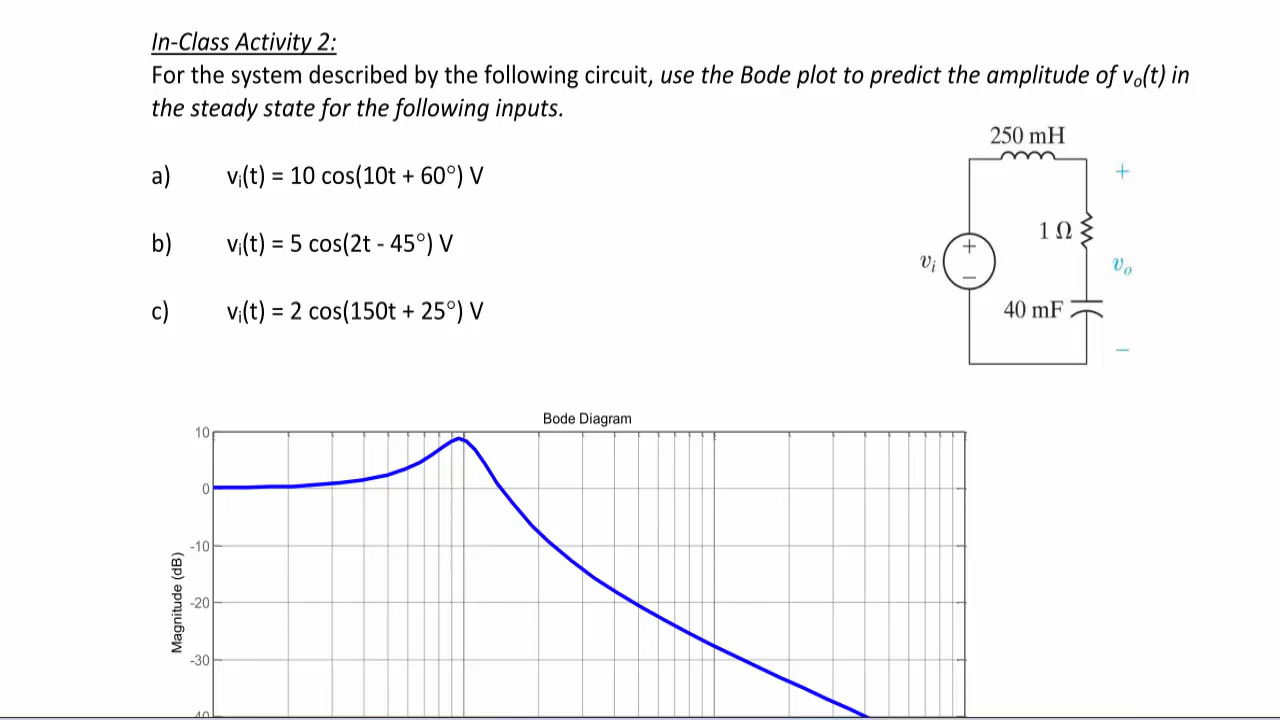 In-Class Activity 2:
For the system described by the following circuit, use the Bode plot to predict the amplitude of vₒ(t) in
the steady state for the following inputs.
250 mH
a) vᵢ(t) = 10 cos(10t + 60°) V
+
1 Ω
b) vᵢ(t) = 5 cos(2t - 45°) V
+
vᵢ
−
vₒ
c) vᵢ(t) = 2 cos(150t + 25°) V
40 mF
−
Bode Diagram
10
0
-10
-20
-30
Magnitude (dB)